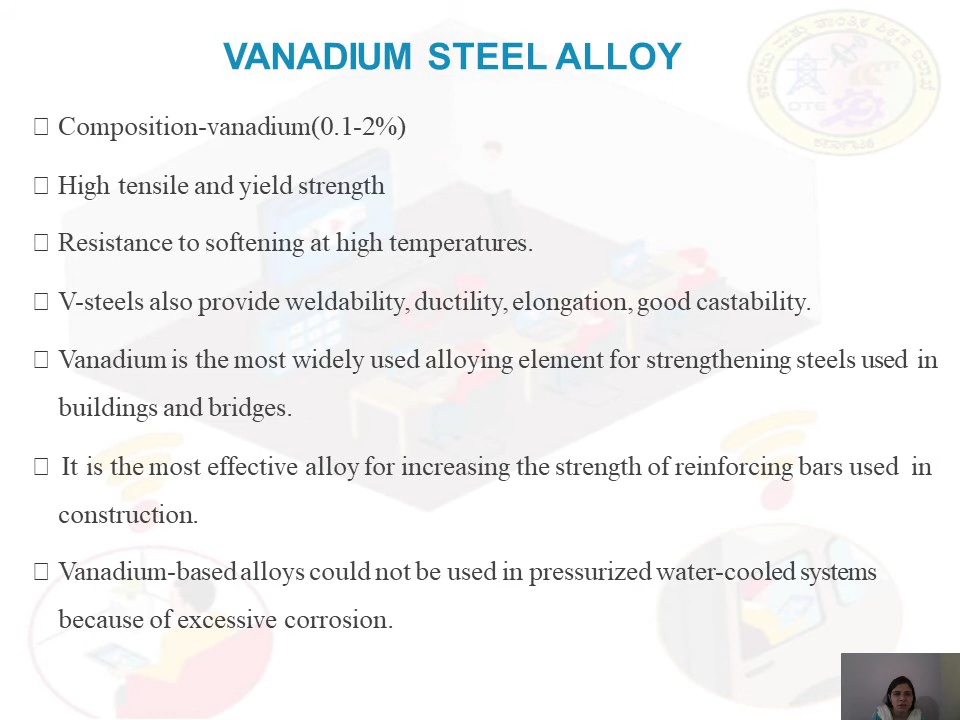 VANADIUM STEEL ALLOY
DTE
Composition-vanadium(0.1-2%)
High tensile and yield strength
Resistance to softening at high temperatures.
V-steels also provide weldability, ductility, elongation, good castability.
Vanadium is the most widely used alloying element for strengthening steels used in
buildings and bridges.
It is the most effective alloy for increasing the strength of reinforcing bars used in
construction.
Vanadium-based alloys could not be used in pressurized water-cooled systems
because of excessive corrosion.